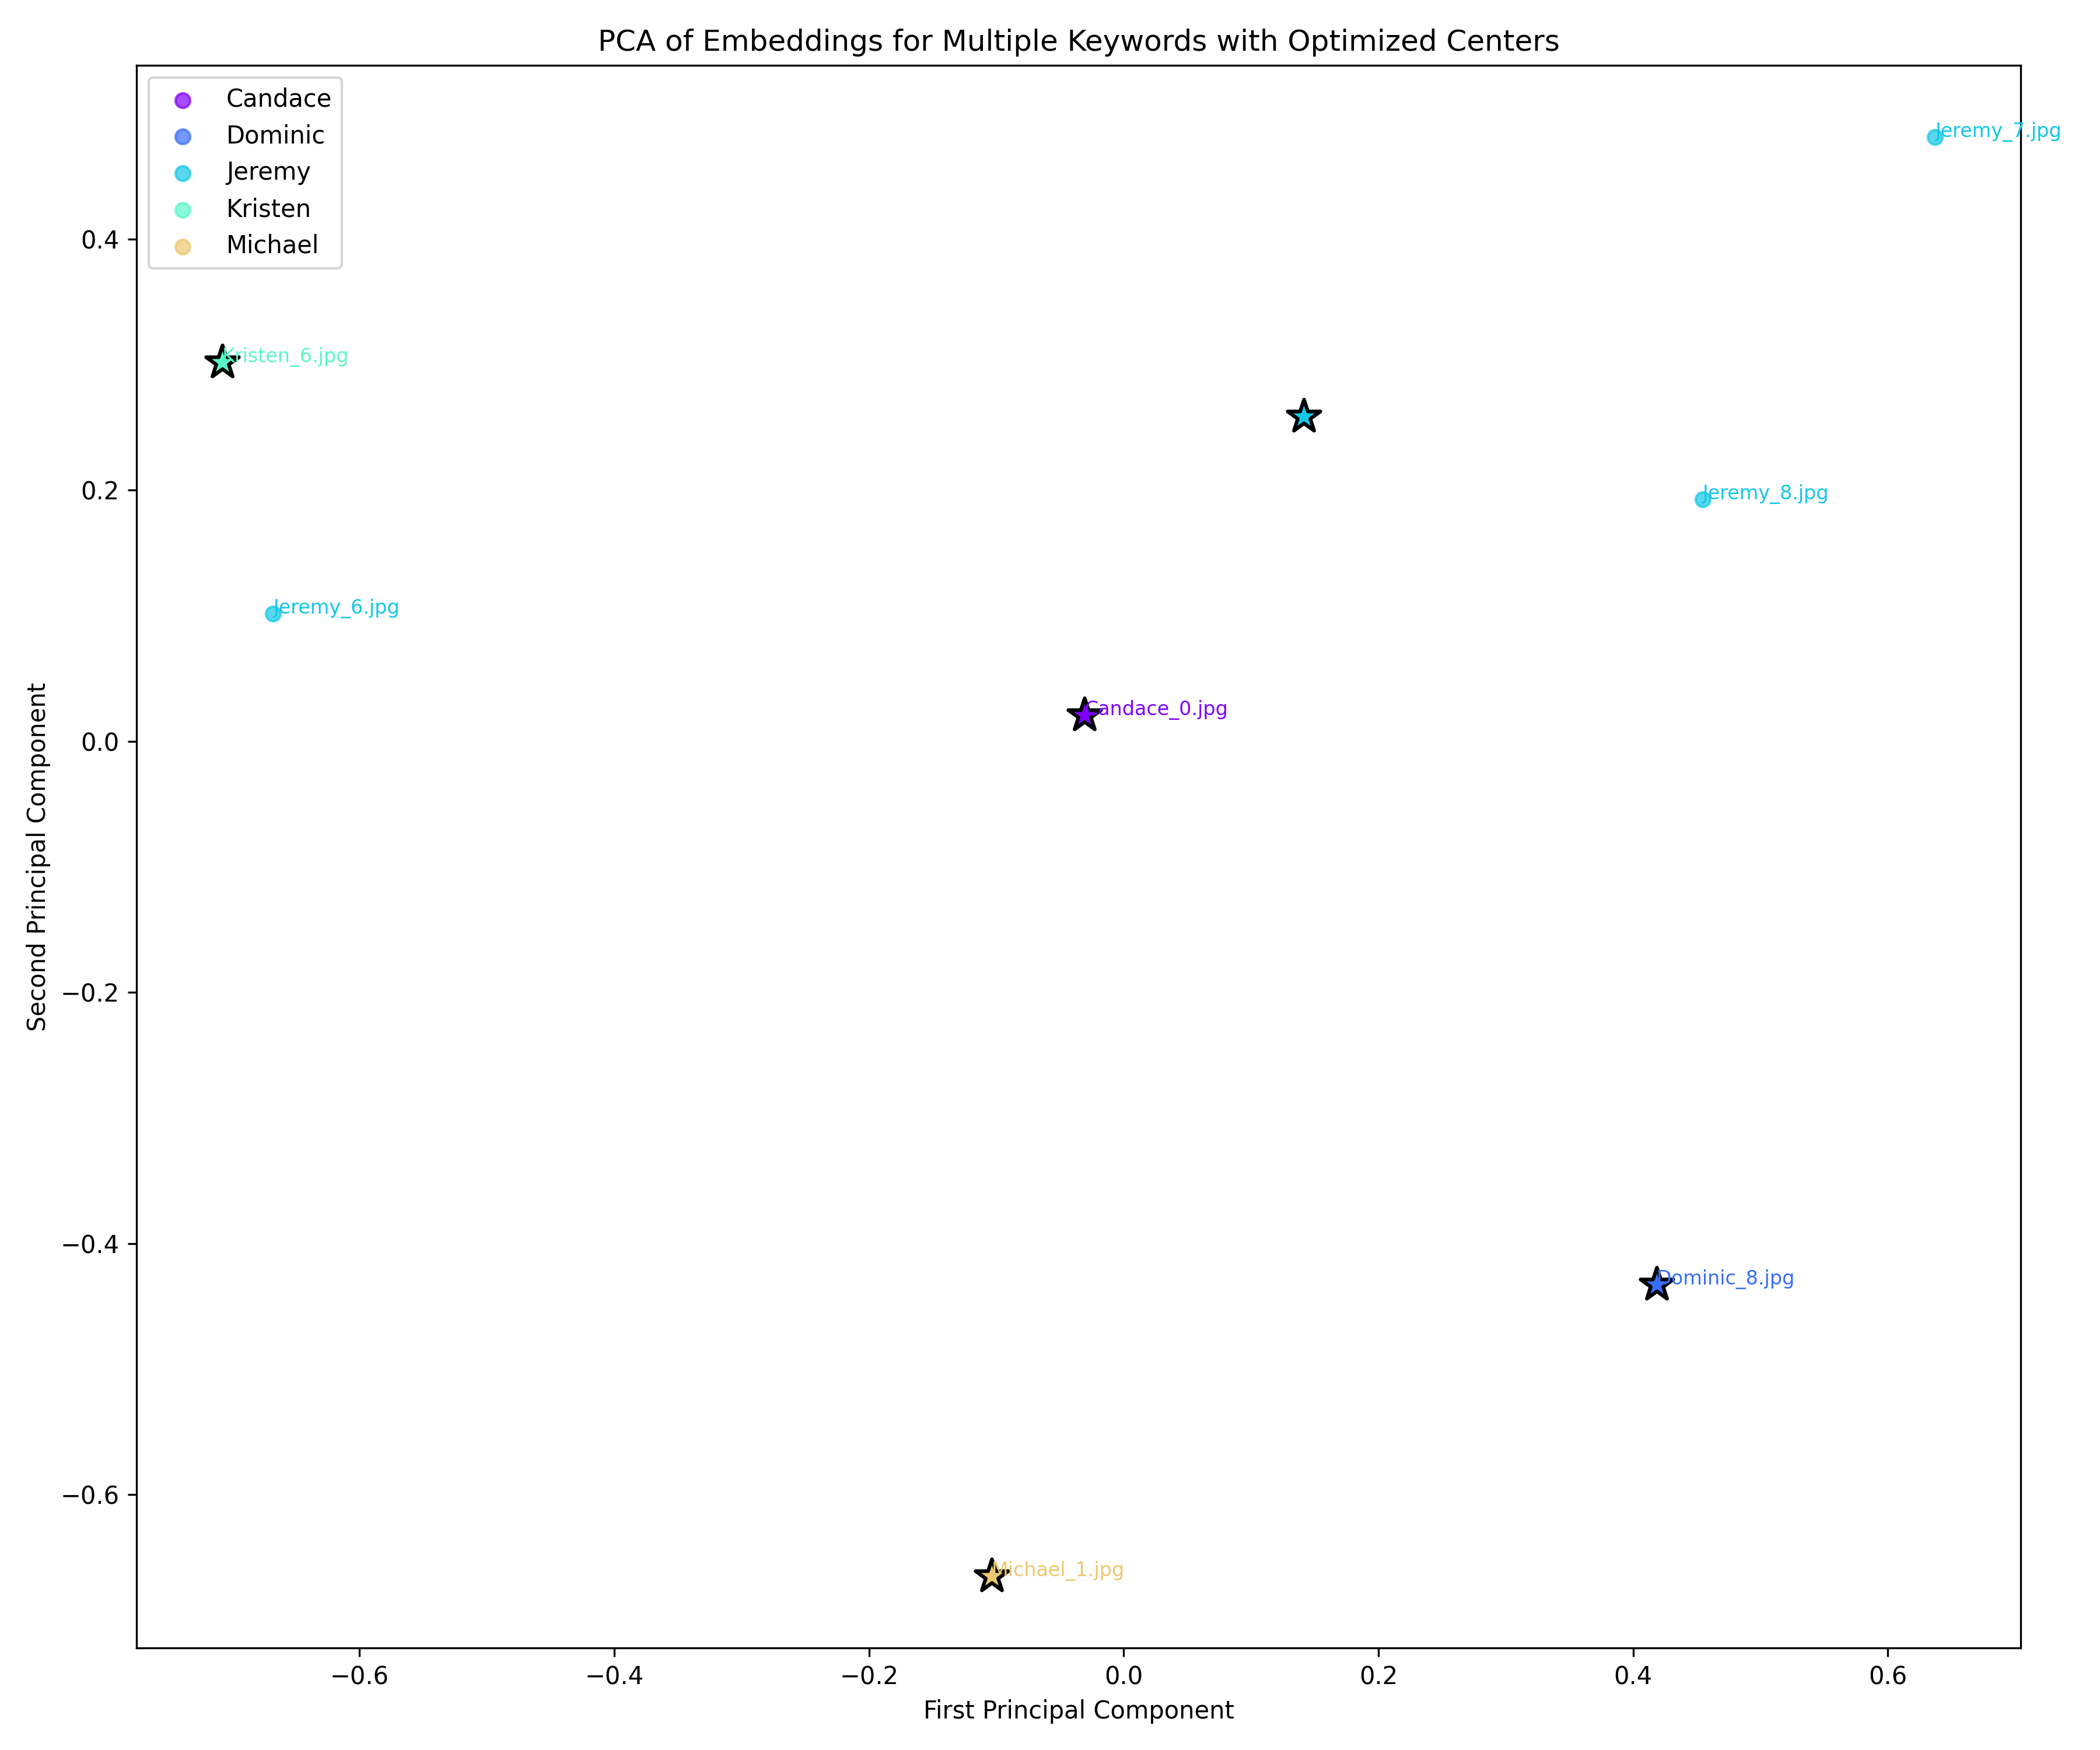 PCA of Embeddings for Multiple Keywords with Optimized Centers
Candace
Dominic
Jeremy
Kristen
Michael
Jeremy_7.jpg
Kristen_6.jpg
Jeremy_8.jpg
Jeremy_6.jpg
Candace_0.jpg
Dominic_8.jpg
Michael_1.jpg
0.4
0.2
0.0
−0.2
−0.4
−0.6
Second Principal Component
−0.6
−0.4
−0.2
0.0
0.2
0.4
0.6
First Principal Component